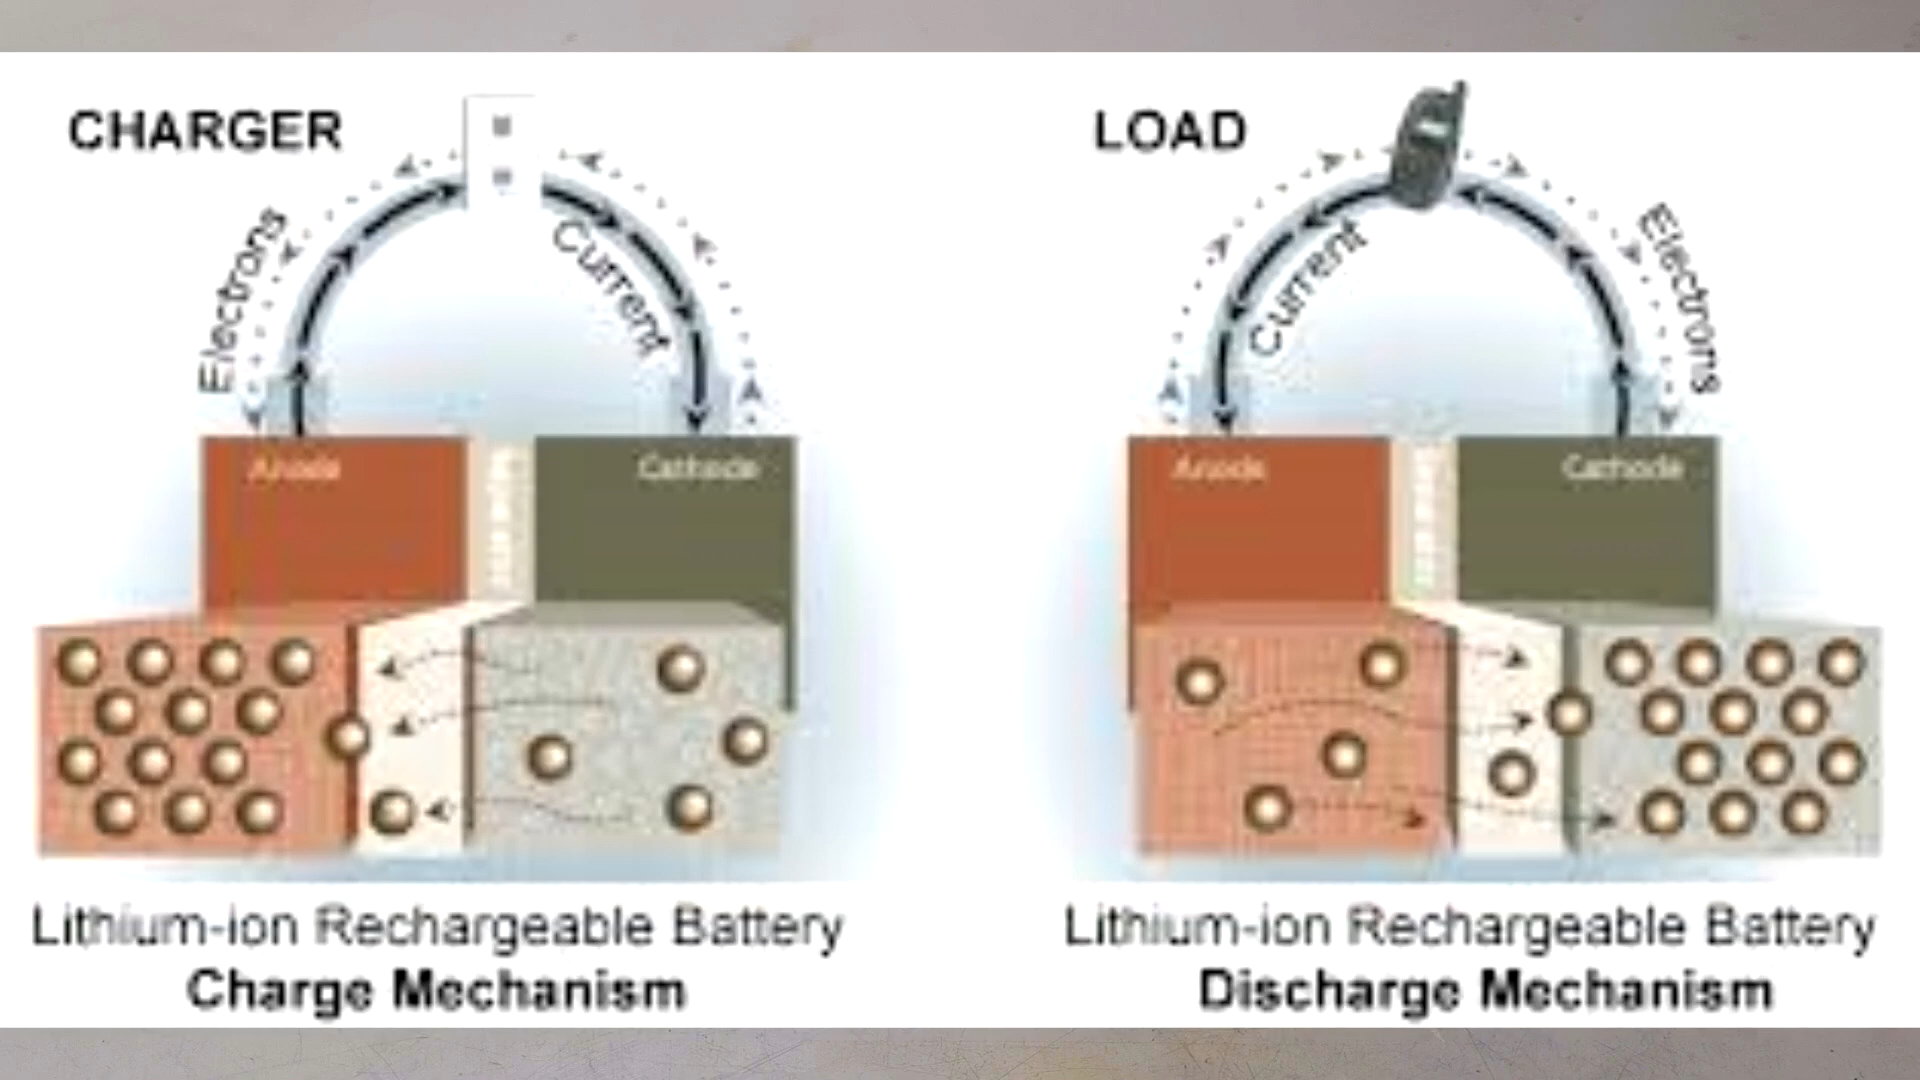 CHARGER
Electrons
Current
Anode
Cathode
Lithium-ion Rechargeable Battery
Charge Mechanism
LOAD
Current
Electrons
Anode
Cathode
Lithium-ion Rechargeable Battery
Discharge Mechanism